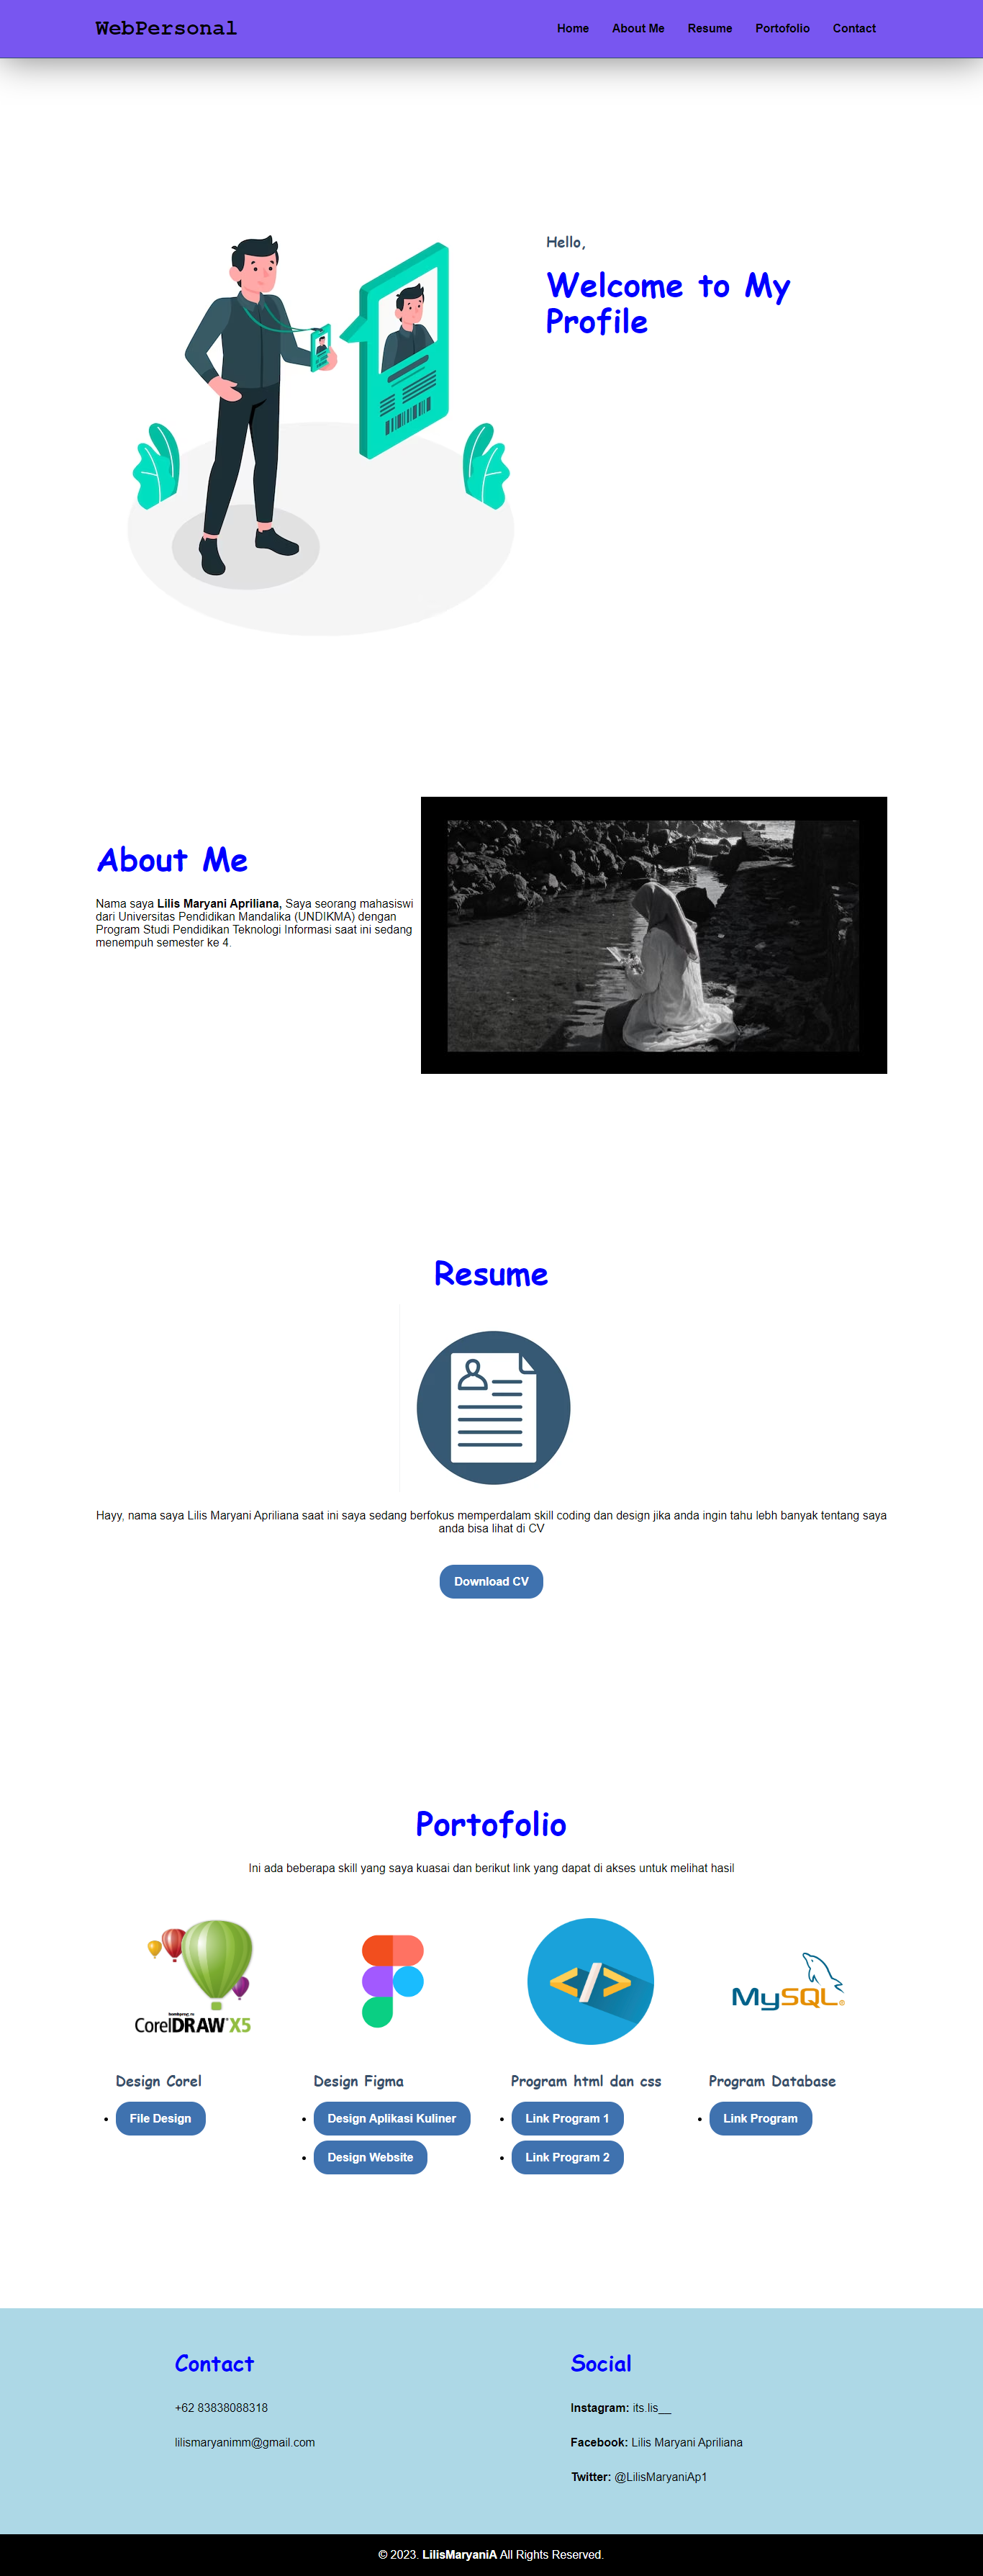 WebPersonal
Home About Me Resume Portofolio Contact
Hello,
Welcome to My
Profile
About Me
Nama saya Lilis Maryani Apriliana, Saya seorang mahasiswi
dari Universitas Pendidikan Mandalika (UNDIKMA) dengan
Program Studi Pendidikan Teknologi Informasi saat ini sedang
menempuh semester ke 4.
Resume
Hayy, nama saya Lilis Maryani Apriliana saat ini saya sedang berfokus memperdalam skill coding dan design jika anda ingin tahu lebh banyak tentang saya
anda bisa lihat di CV
Download CV
Portofolio
Ini ada beberapa skill yang saya kuasai dan berikut link yang dapat di akses untuk melihat hasil
CorelDRAW X5
</>
MySQL®
Design Corel
File Design
Design Figma
Design Aplikasi Kuliner
Design Website
Program html dan css
Link Program 1
Link Program 2
Program Database
Link Program
Contact
+62 83838088318
lilismaryanimm@gmail.com
Social
Instagram: its.lis__
Facebook: Lilis Maryani Apriliana
Twitter: @LilisMaryaniAp1
© 2023. LilisMaryaniA All Rights Reserved.